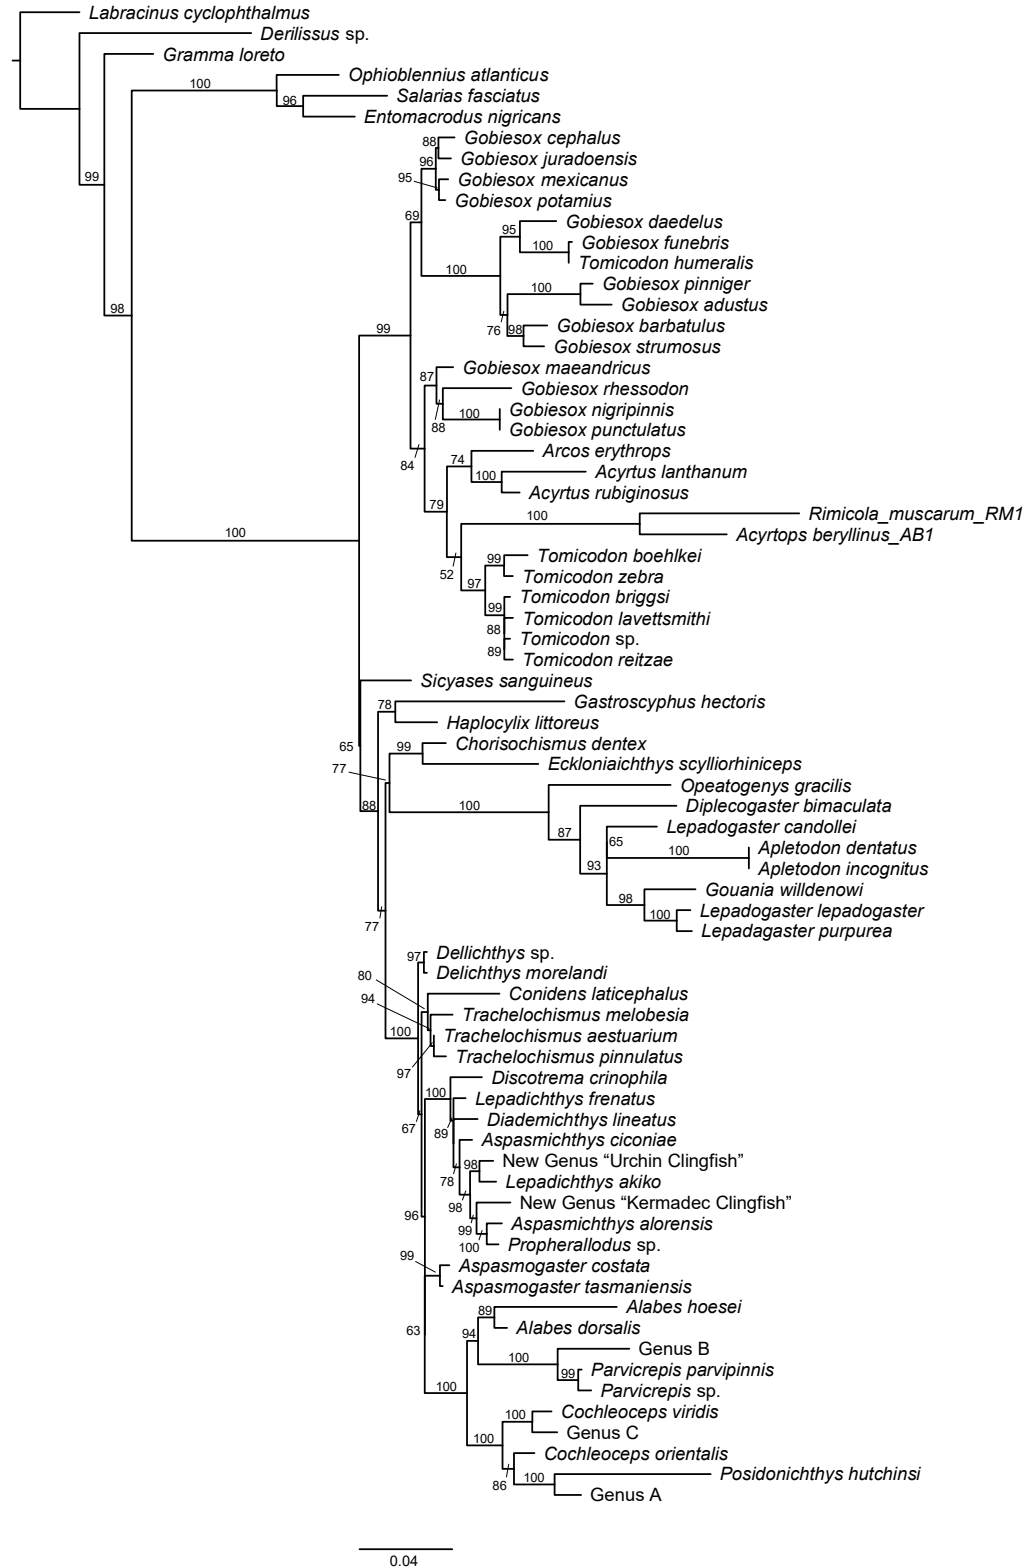 Labracinus cyclophthalmus
Derilissus sp.
Gramma loreto
Ophioblennius atlanticus
100
Salarias fasciatus
96
Entomacrodus nigricans
Gobiesox cephalus
88
Gobiesox juradoensis
96
99
95
Gobiesox mexicanus
Gobiesox potamius
69
Gobiesox daedelus
95
Gobiesox funebris
100
Tomicodon humeralis
100
Gobiesox pinniger
100
Gobiesox adustus
98
Gobiesox barbatulus
76
98
99
Gobiesox strumosus
Gobiesox maeandricus
87
Gobiesox rhessodon
Gobiesox nigripinnis
100
88
Gobiesox punctulatus
Arcos erythrops
74
84
Acyrtus lanthanum
100
Acyrtus rubiginosus
79
Rimicola_muscarum_RM1
100
Acyrtops beryllinus_AB1
100
Tomicodon boehlkei
99
52
Tomicodon zebra
97
Tomicodon briggsi
99
Tomicodon lavettsmithi
88
Tomicodon sp.
89
Tomicodon reitzae
Sicyases sanguineus
Gastroscyphus hectoris
78
Haplocylix littoreus
65
Chorisochismus dentex
99
77
Eckloniaichthys scylliorhiniceps
Opeatogenys gracilis
88
100
Diplecogaster bimaculata
87
Lepadogaster candollei
65
Apletodon dentatus
100
93
Apletodon incognitus
Gouania willdenowi
98
Lepadogaster lepadogaster
100
77
Lepadagaster purpurea
Dellichthys sp.
97
Delichthys morelandi
80
Conidens laticephalus
94
Trachelochismus melobesia
100
Trachelochismus aestuarium
Trachelochismus pinnulatus
97
Discotrema crinophila
100
Lepadichthys frenatus
Diademichthys lineatus
67
89
Aspasmichthys ciconiae
New Genus “Urchin Clingfish”
98
78
Lepadichthys akiko
New Genus “Kermadec Clingfish”
98
96
Aspasmichthys alorensis
99
100
Propherallodus sp.
99
Aspasmogaster costata
Aspasmogaster tasmaniensis
Alabes hoesei
89
Alabes dorsalis
63
94
Genus B
100
Parvicrepis parvipinnis
99
Parvicrepis sp.
100
Cochleoceps viridis
100
Genus C
100
Cochleoceps orientalis
Posidonichthys hutchinsi
86
100
Genus A
0.04